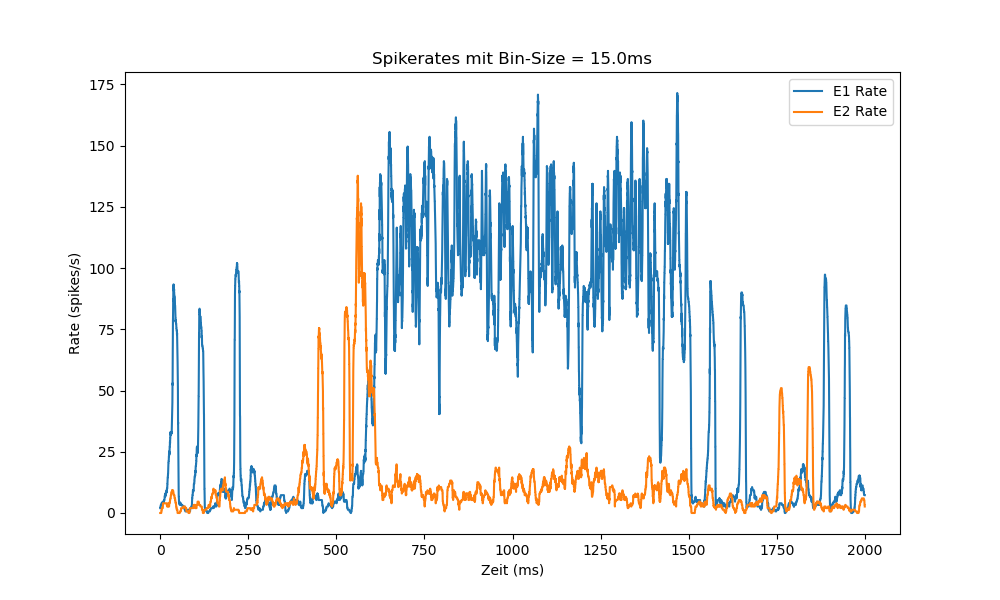 Spikerates mit Bin-Size = 15.0ms
E1 Rate
E2 Rate
Rate (spikes/s)
175
150
125
100
75
50
25
0
0 250 500 750 1000 1250 1500 1750 2000
Zeit (ms)